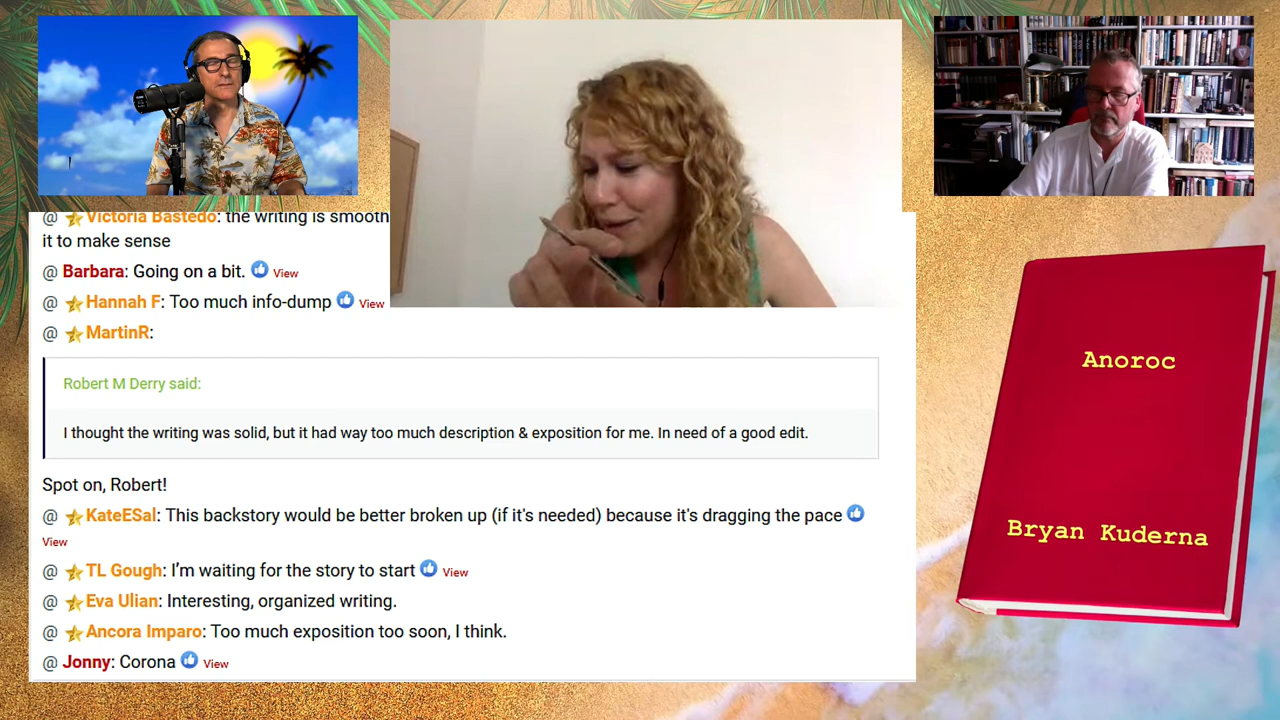 @ Victoria Bastedo: the writing is smooth
it to make sense
@ Barbara: Going on a bit. View
@ Hannah F: Too much info-dump View
@ MartinR:
Robert M Derry said:
I thought the writing was solid, but it had way too much description & exposition for me. In need of a good edit.
Spot on, Robert!
@ KateESal: This backstory would be better broken up (if it's needed) because it's dragging the pace
View
@ TL Gough: I’m waiting for the story to start View
@ Eva Ulian: Interesting, organized writing.
@ Ancora Imparo: Too much exposition too soon, I think.
@ Jonny: Corona View
Anoroc
Bryan Kuderna